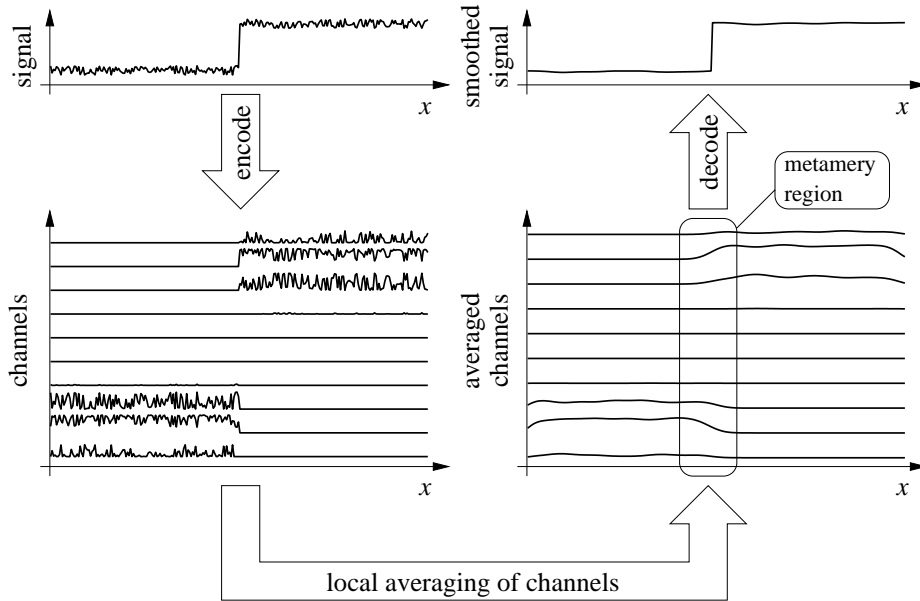 signal
x
smoothed
signal
x
encode
decode
metamery
region
channels
x
averaged
channels
x
local averaging of channels